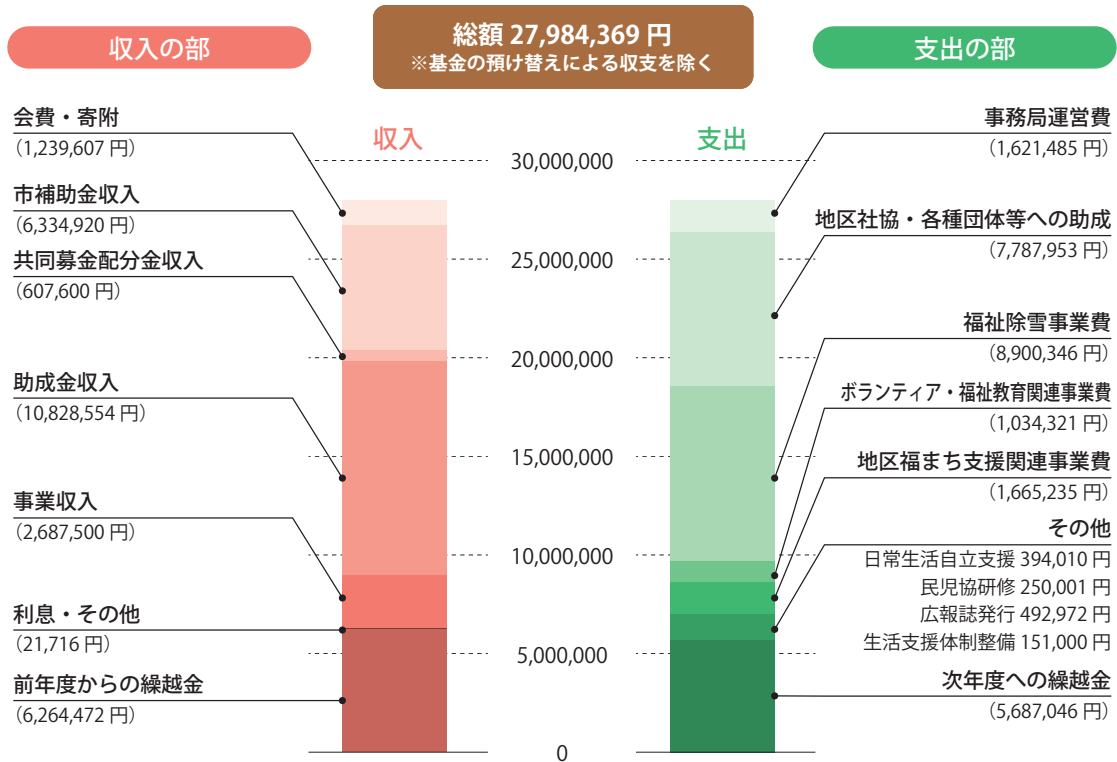 収入の部
総額 27,984,369 円
※基金の預け替えによる収支を除く
支出の部
会費・寄附
（1,239,607 円）
市補助金収入
（6,334,920 円）
共同募金配分金収入
（607,600 円）
助成金収入
（10,828,554 円）
事業収入
（2,687,500 円）
利息・その他
（21,716 円）
前年度からの繰越金
（6,264,472 円）
収入
支出
30,000,000
25,000,000
20,000,000
15,000,000
10,000,000
5,000,000
0
事務局運営費
（1,621,485 円）
地区社協・各種団体等への助成
（7,787,953 円）
福祉除雪事業費
（8,900,346 円）
ボランティア・福祉教育関連事業費
（1,034,321 円）
地区福まち支援関連事業費
（1,665,235 円）
その他
日常生活自立支援 394,010 円
民児協研修 250,001 円
広報誌発行 492,972 円
生活支援体制整備 151,000 円
次年度への繰越金
（5,687,046 円）